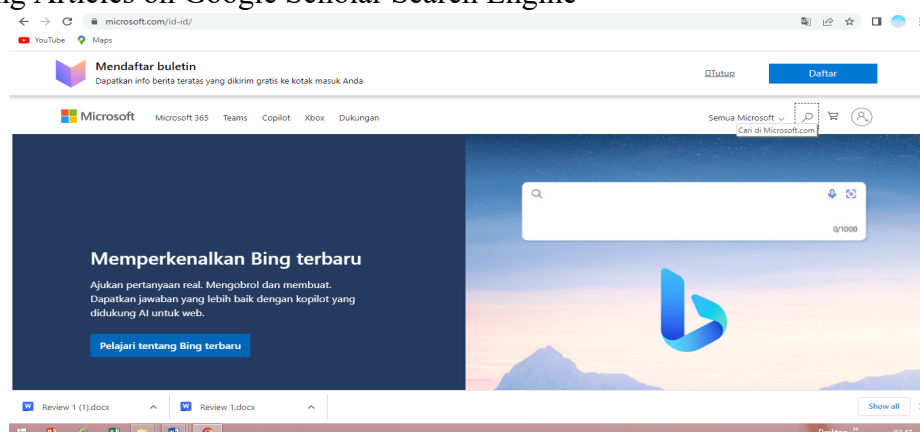 ng Articles on Google Scholar Search Engine
microsoft.com/id-id/
YouTube Maps
Mendaftar buletin
Dapatkan info berita teratas yang dikirim gratis ke kotak masuk Anda
Tutup
Daftar
Microsoft Microsoft 365 Teams Copilot Xbox Dukungan
Semua Microsoft
Cari di Microsoft.com
0/1000
Memperkenalkan Bing terbaru
Ajukan pertanyaan real. Mengobrol dan membuat.
Dapatkan jawaban yang lebih baik dengan kopilot yang
didukung AI untuk web.
Pelajari tentang Bing terbaru
Review 1 (1).docx
Review 1.docx
Show all